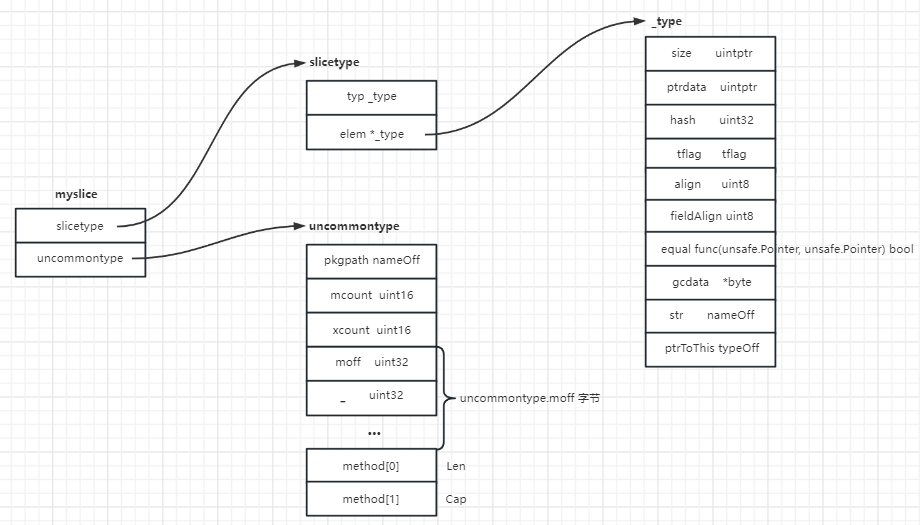 myslice
slicetype
uncommontype
slicetype
typ _type
elem *_type
uncommontype
pkgpath nameOff
mcount uint16
xcount uint16
moff uint32
_ uint32
...
method[0] Len
method[1] Cap
uncommontype.moff 字节
_type
size uintptr
ptrdata uintptr
hash uint32
tflag tflag
align uint8
fieldAlign uint8
equal func(unsafe.Pointer, unsafe.Pointer) bool
gcdata *byte
str nameOff
ptrToThis typeOff